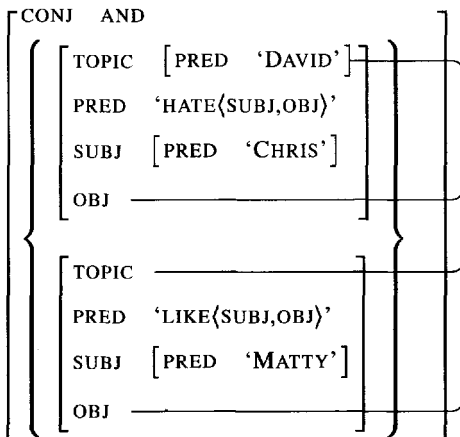 CONJ AND
TOPIC [PRED ‘DAVID’]
PRED ‘HATE⟨SUBJ,OBJ⟩’
SUBJ [PRED ‘CHRIS’]
OBJ
TOPIC
PRED ‘LIKE⟨SUBJ,OBJ⟩’
SUBJ [PRED ‘MATTY’]
OBJ